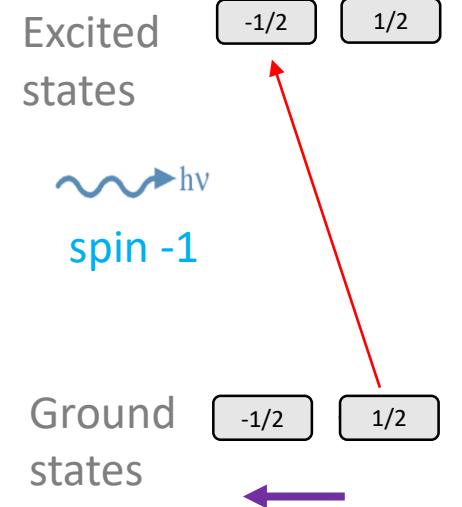 Excited
states
-1/2
1/2
hν
spin -1
Ground
states
-1/2
1/2